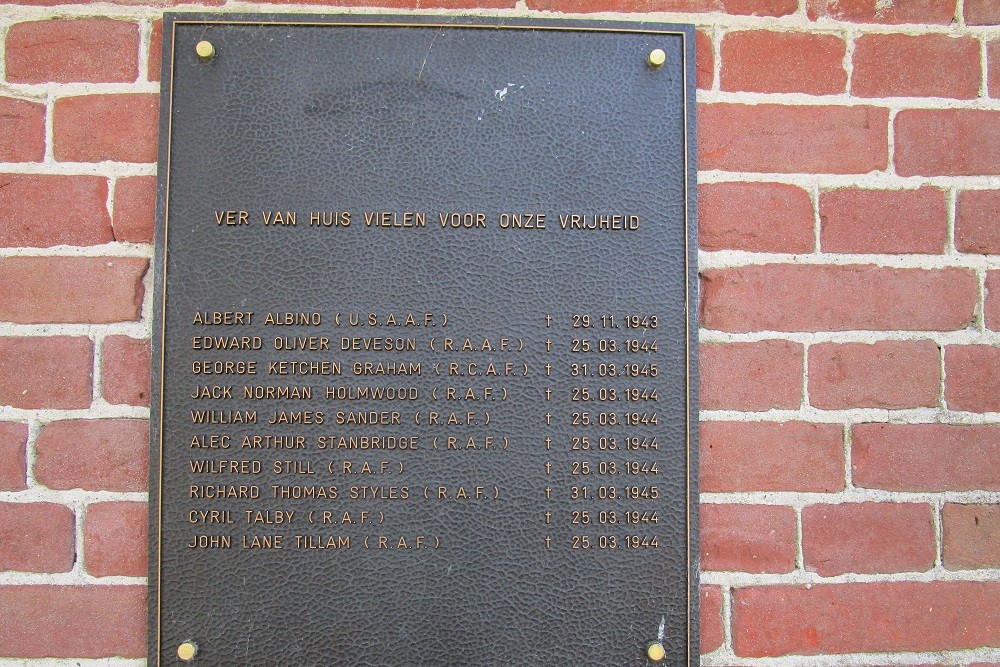 VER VAN HUIS VIELEN VOOR ONZE VRIJHEID
ALBERT ALBINO (U.S.A.A.F.) † 29.11.1943
EDWARD OLIVER DEVESON (R.A.A.F.) † 25.03.1944
GEORGE KETCHEN GRAHAM (R.C.A.F.) † 31.03.1945
JACK NORMAN HOLMWOOD (R.A.F.) † 25.03.1944
WILLIAM JAMES SANDER (R.A.F.) † 25.03.1944
ALEC ARTHUR STANBRIDGE (R.A.F.) † 25.03.1944
WILFRED STILL (R.A.F.) † 25.03.1944
RICHARD THOMAS STYLES (R.A.F.) † 31.03.1945
CYRIL TALBY (R.A.F.) † 25.03.1944
JOHN LANE TILLAM (R.A.F.) † 25.03.1944